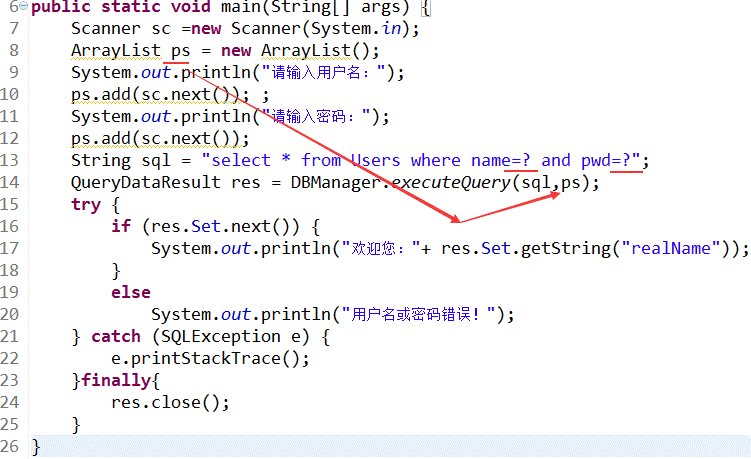 6 public static void main(String[] args) {
7 Scanner sc =new Scanner(System.in);
8 ArrayList ps = new ArrayList();
9 System.out.println("请输入用户名：");
10 ps.add(sc.next()); ;
11 System.out.println("请输入密码：");
12 ps.add(sc.next());
13 String sql = "select * from Users where name=? and pwd=?";
14 QueryDataResult res = DBManager.executeQuery(sql,ps);
15 try {
16 if (res.Set.next()) {
17 System.out.println("欢迎您："+ res.Set.getString("realName"));
18 }
19 else
20 System.out.println("用户名或密码错误！");
21 } catch (SQLException e) {
22 e.printStackTrace();
23 }finally{
24 res.close();
25 }
26 }